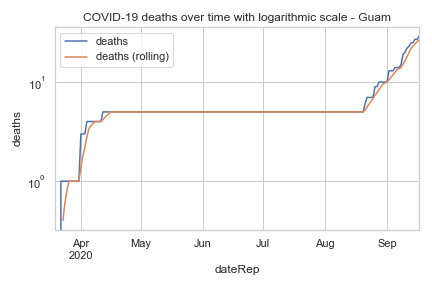 COVID-19 deaths over time with logarithmic scale - Guam
deaths
deaths (rolling)
10¹
10⁰
deaths
Apr
2020
May
Jun
Jul
Aug
Sep
dateRep